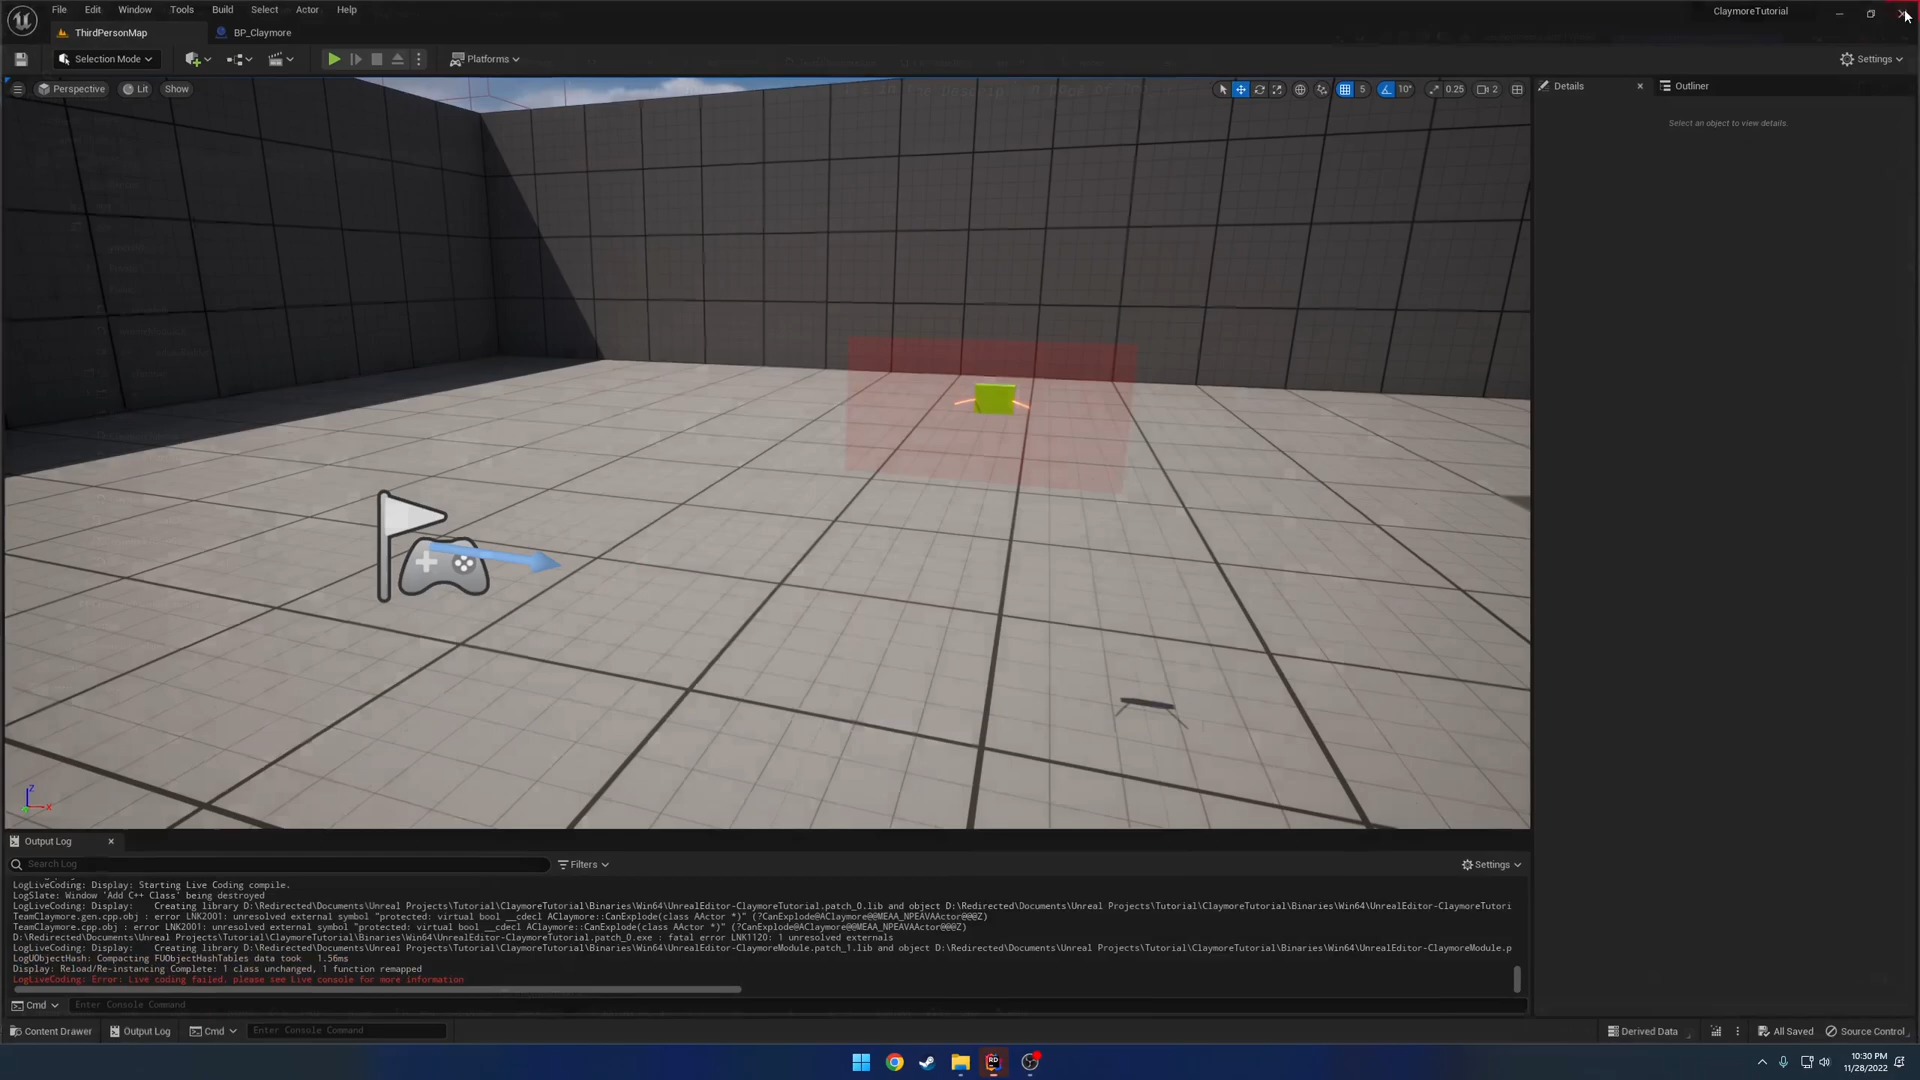 File Edit Window Tools Build Select Actor Help
ClaymoreTutorial
ThirdPersonMap
BP_Claymore
Selection Mode
Platforms
Settings
Perspective
Lit
Show
5
10°
0.25
2
Details
Outliner
Select an object to view details.
Output Log
Search Log
Filters
Settings
LogLiveCoding: Display: Starting Live Coding compile.
LogSlate: Window 'Add C++ Class' being destroyed
LogLiveCoding: Display:    Creating library D:\Redirected\Documents\Unreal Projects\Tutorial\ClaymoreTutorial\Binaries\Win64\UnrealEditor-ClaymoreTutorial.patch_0.lib and object D:\Redirected\Documents\Unreal Projects\Tutorial\ClaymoreTutorial\Binaries\Win64\UnrealEditor-ClaymoreTutori
TeamClaymore.gen.cpp.obj : error LNK2001: unresolved external symbol "protected: virtual bool __cdecl AClaymore::CanExplode(class AActor *)" (?CanExplode@AClaymore@@MEAA_NPEAVAActor@@@Z)
TeamClaymore.cpp.obj : error LNK2001: unresolved external symbol "protected: virtual bool __cdecl AClaymore::CanExplode(class AActor *)" (?CanExplode@AClaymore@@MEAA_NPEAVAActor@@@Z)
D:\Redirected\Documents\Unreal Projects\Tutorial\ClaymoreTutorial\Binaries\Win64\UnrealEditor-ClaymoreTutorial.patch_0.exe : fatal error LNK1120: 1 unresolved externals
LogLiveCoding: Display:    Creating library D:\Redirected\Documents\Unreal Projects\Tutorial\ClaymoreTutorial\Binaries\Win64\UnrealEditor-ClaymoreModule.patch_1.lib and object D:\Redirected\Documents\Unreal Projects\Tutorial\ClaymoreTutorial\Binaries\Win64\UnrealEditor-ClaymoreModule.p
LogUObjectHash: Compacting FUObjectHashTables data took   1.56ms
Display: Reload/Re-instancing Complete: 1 class unchanged, 1 function remapped
LogLiveCoding: Error: Live coding failed, please see Live console for more information
Cmd
Enter Console Command
Content Drawer
Output Log
Cmd
Enter Console Command
Derived Data
All Saved
Source Control
10:30 PM
11/28/2022